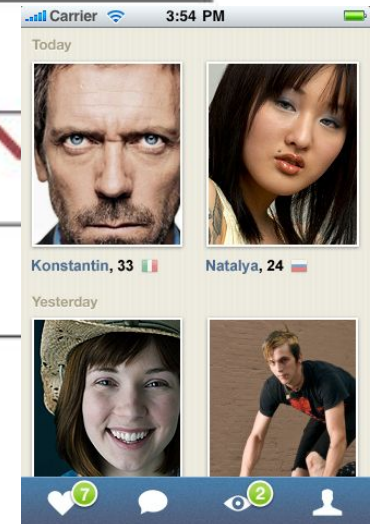 Carrier 3:54 PM
Today
Konstantin, 33 Natalya, 24
Yesterday
7 2